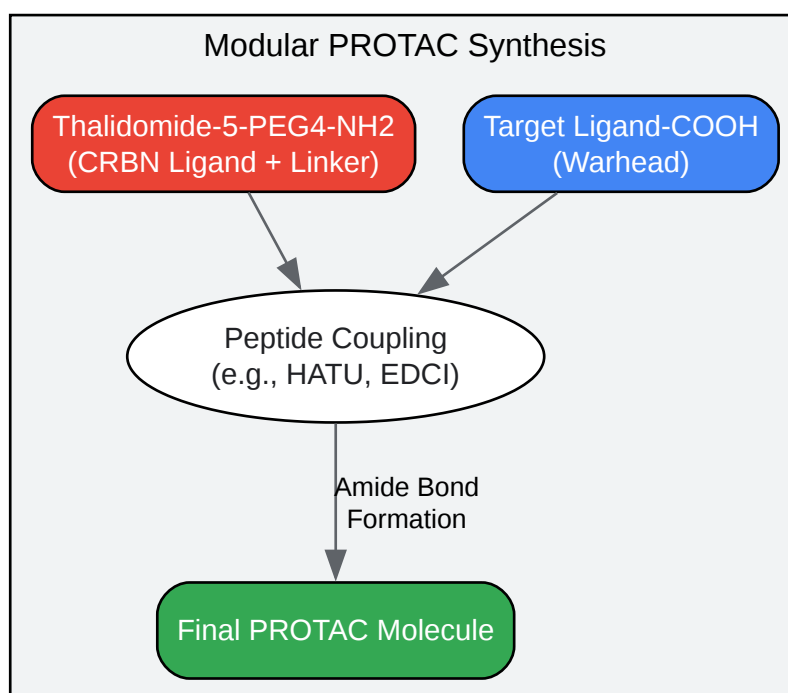 Modular PROTAC Synthesis
Thalidomide-5-PEG4-NH2
(CRBN Ligand + Linker)
Target Ligand-COOH
(Warhead)
Peptide Coupling
(e.g., HATU, EDCI)
Amide Bond
Formation
Final PROTAC Molecule